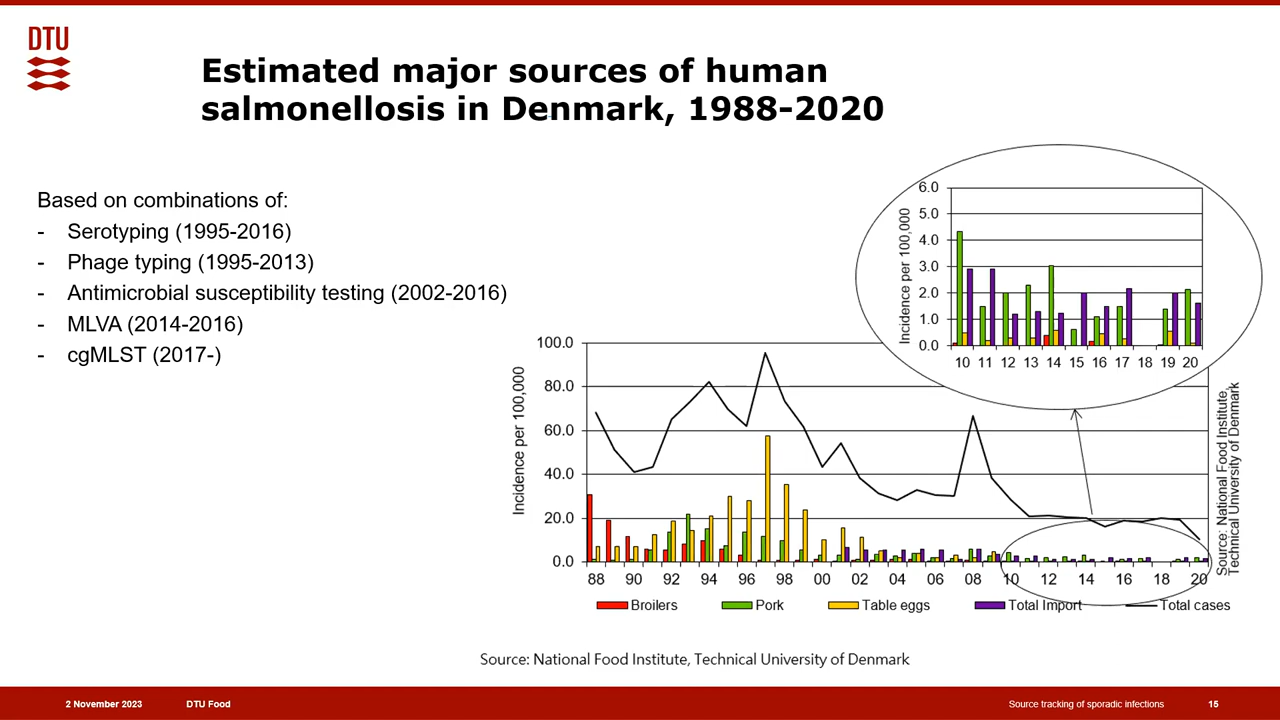 DTU
Estimated major sources of human
salmonellosis in Denmark, 1988-2020
Based on combinations of:
- Serotyping (1995-2016)
- Phage typing (1995-2013)
- Antimicrobial susceptibility testing (2002-2016)
- MLVA (2014-2016)
- cgMLST (2017-)
Incidence per 100,000
6.0
5.0
4.0
3.0
2.0
1.0
0.0
10 11 12 13 14 15 16 17 18 19 20
Incidence per 100,000
100.0
80.0
60.0
40.0
20.0
0.0
88 90 92 94 96 98 00 02 04 06 08 10 12 14 16 18 20
Broilers Pork Table eggs Total Import Total cases
Source: National Food Institute,
Technical University of Denmark
Source: National Food Institute, Technical University of Denmark
2 November 2023 DTU Food Source tracking of sporadic infections 15